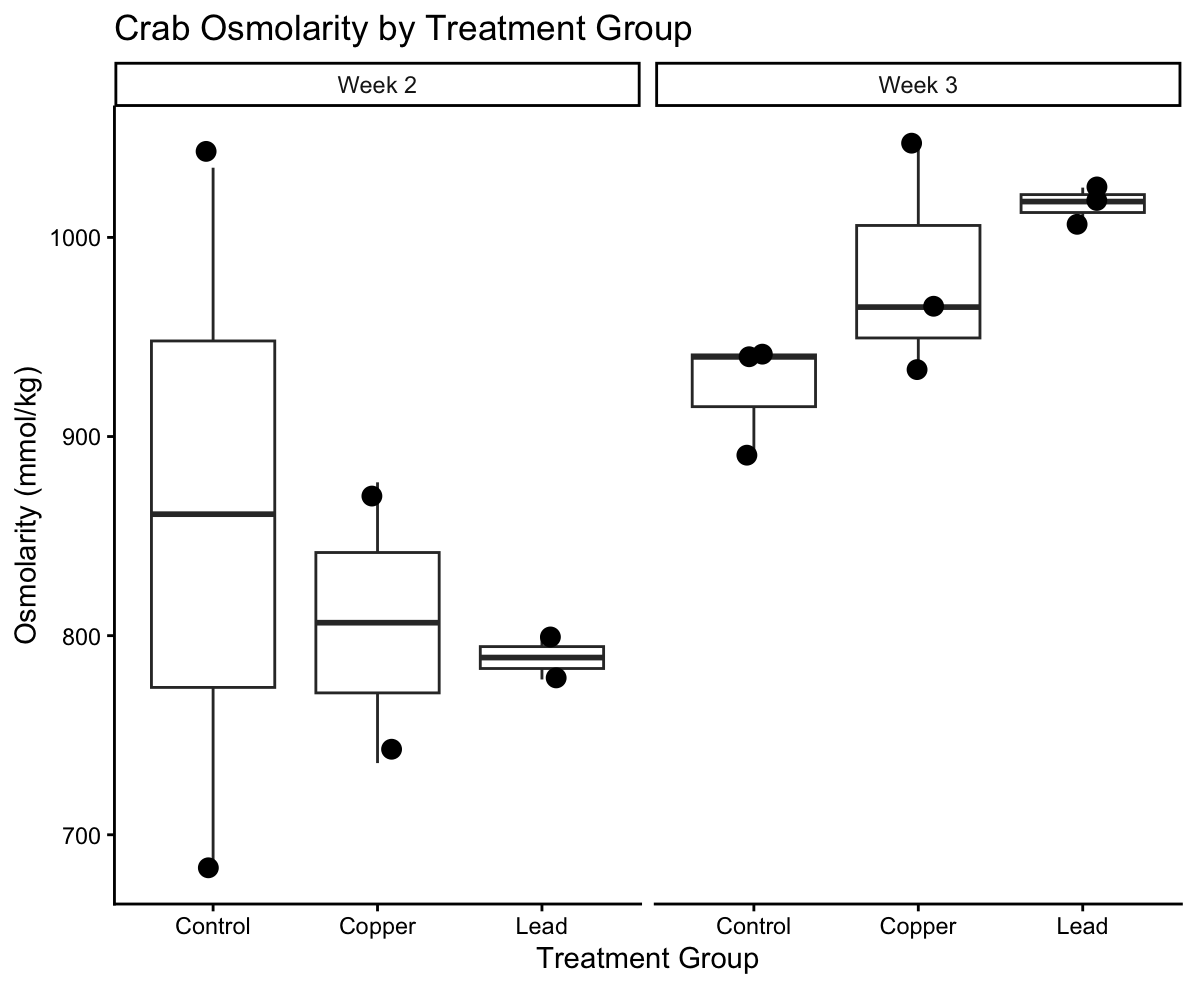 Crab Osmolarity by Treatment Group
Week 2
Week 3
Osmolarity (mmol/kg)
1000
900
800
700
Control
Copper
Lead
Control
Copper
Lead
Treatment Group